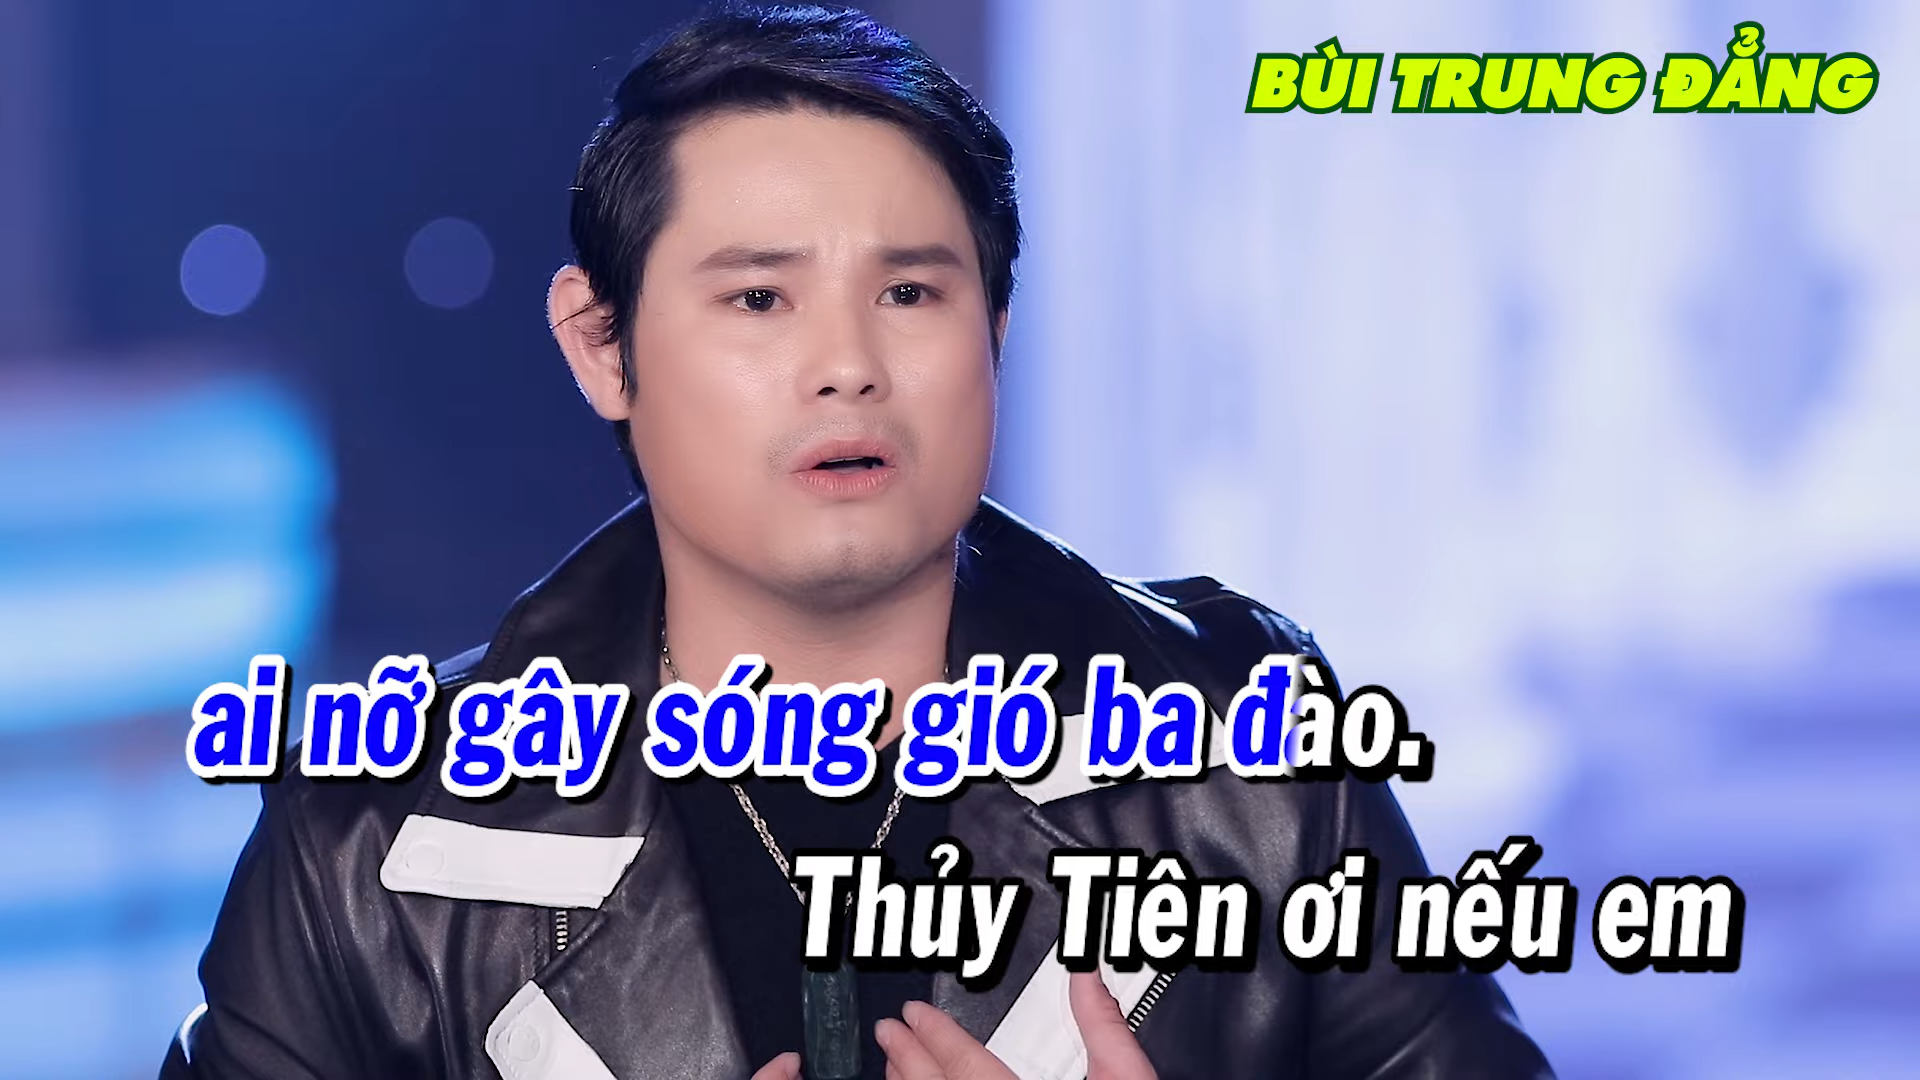 BÙI TRUNG ĐẲNG
ai nỡ gây sóng gió ba đào.
Thủy Tiên ơi nếu em